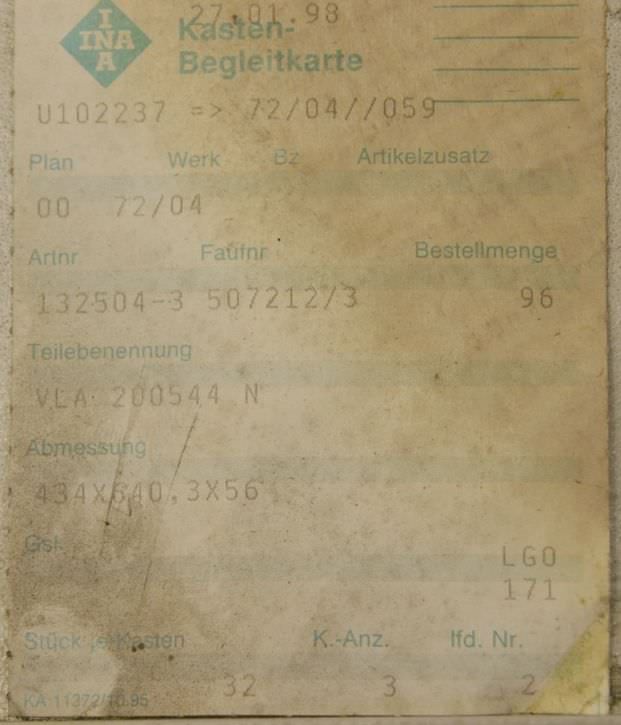 27.01.98
INA
Kasten-
Begleitkarte
U102237 => 72/04//059
Plan Werk Bz Artikelzusatz
00 72/04
Artnr Faufnr Bestellmenge
132504-3 507212/3 96
Teilebenennung
VLA 200544 N
Abmessung
434X640,3X56
Gsl.
LGO
171
Stück je Kasten K.-Anz. lfd. Nr.
32 3 2
KA 11372/10.95